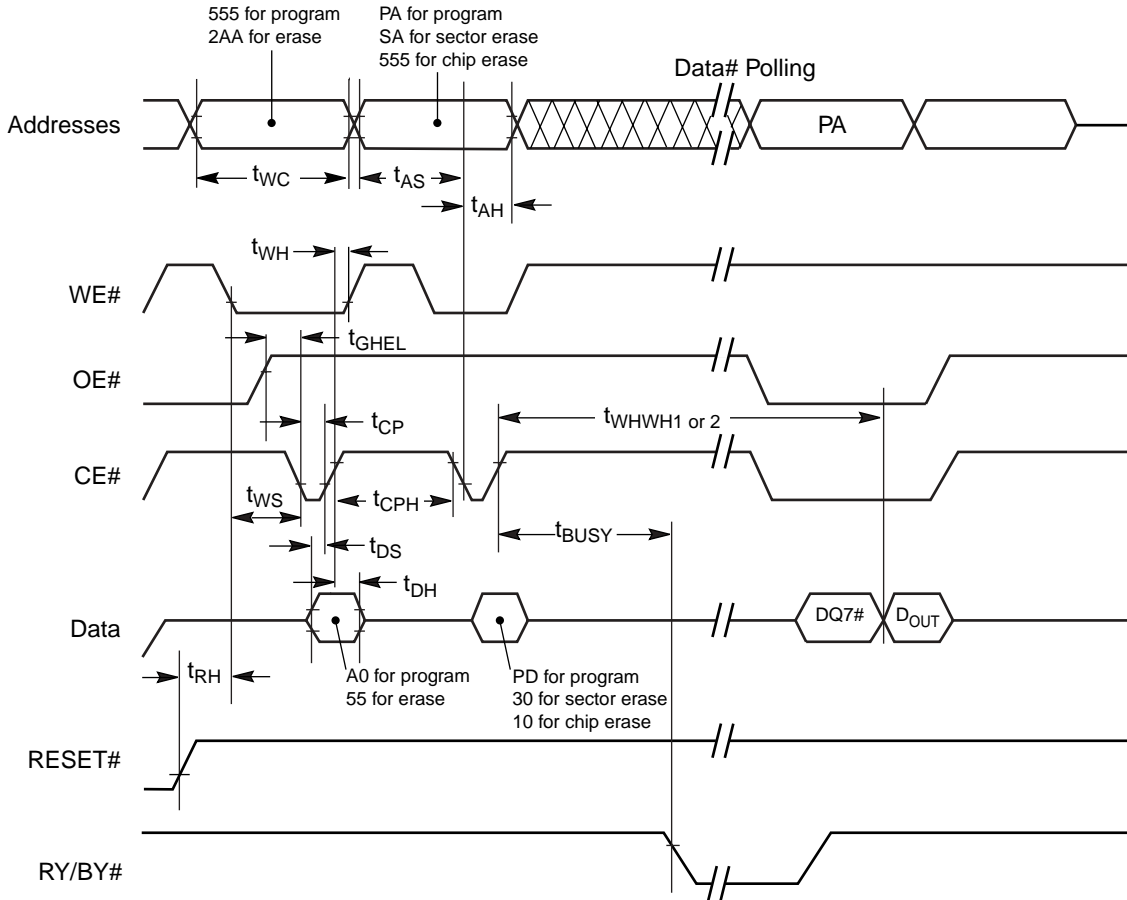 555 for program
2AA for erase
PA for program
SA for sector erase
555 for chip erase
Data# Polling
Addresses
PA
tWC
tAS
tAH
tWH
WE#
tGHEL
OE#
tWHWH1 or 2
tCP
CE#
tWS
tCPH
tBUSY
tDS
tDH
Data
DQ7#
DOUT
tRH
A0 for program
55 for erase
PD for program
30 for sector erase
10 for chip erase
RESET#
RY/BY#